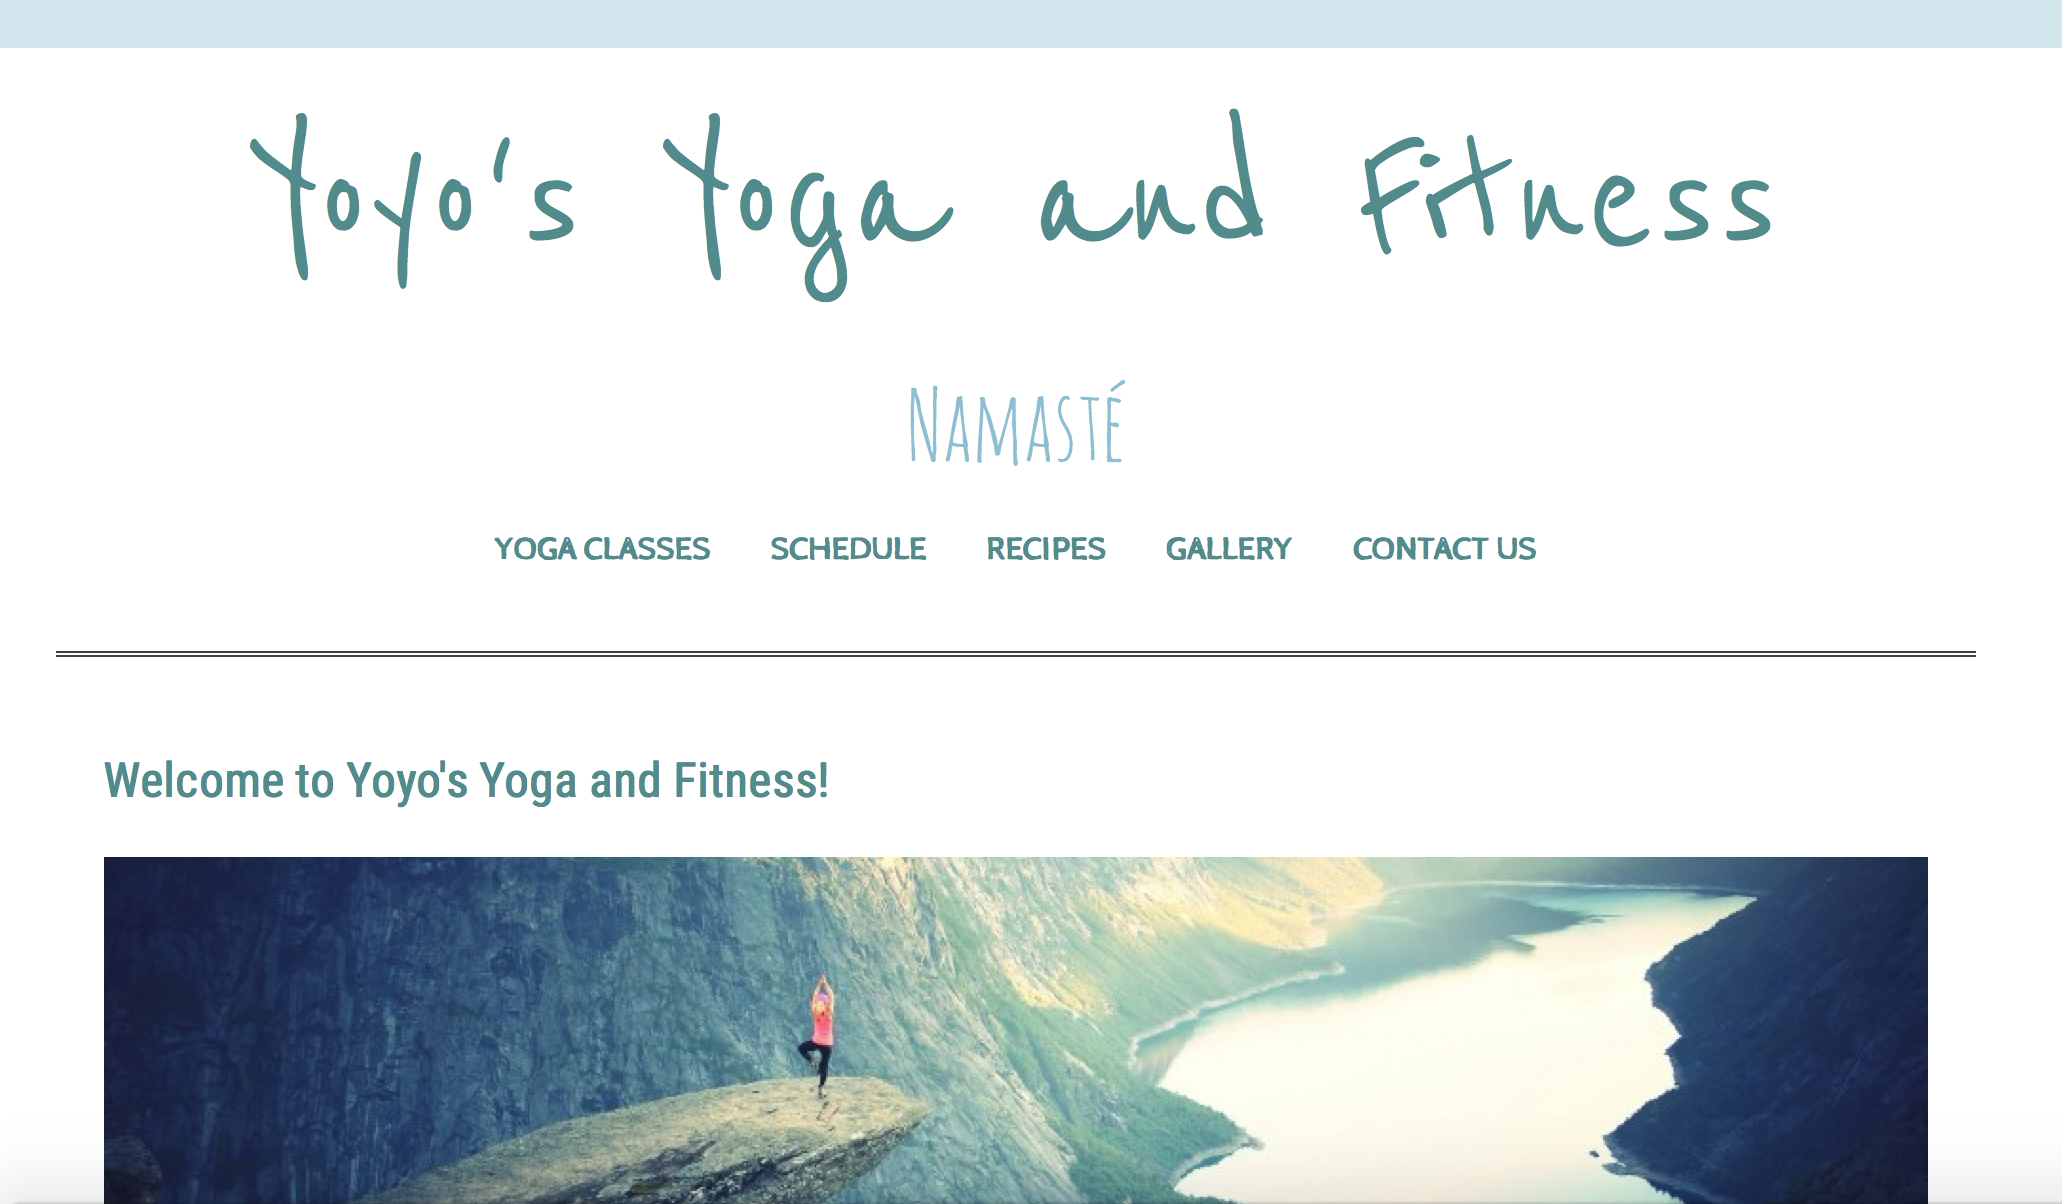 Yoyo's Yoga and Fitness
Namasté
YOGA CLASSES SCHEDULE RECIPES GALLERY CONTACT US
Welcome to Yoyo's Yoga and Fitness!